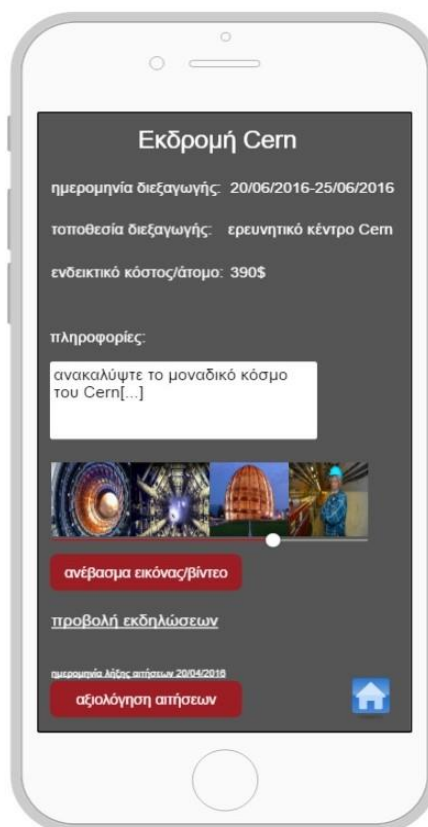 Εκδρομή Cern
ημερομηνία διεξαγωγής: 20/06/2016-25/06/2016
τοποθεσία διεξαγωγής: ερευνητικό κέντρο Cern
ενδεικτικό κόστος/άτομο: 390$
πληροφορίες:
ανακαλύψτε το μοναδικό κόσμο
του Cern[...]
ανέβασμα εικόνας/βίντεο
προβολή εκδηλώσεων
ημερομηνία λήξης αιτήσεων 20/04/2016
αξιολόγηση αιτήσεων